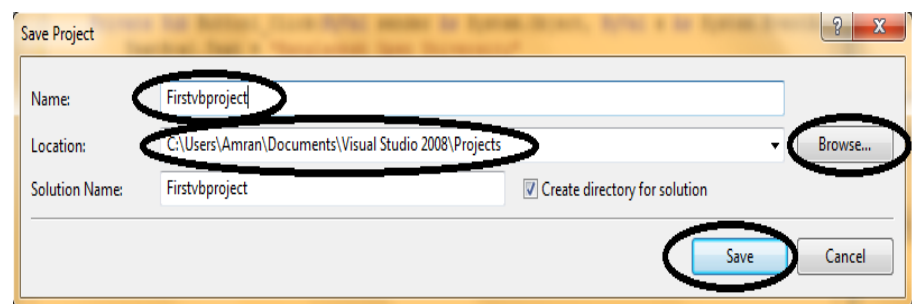 Save Project
?
X
Name: Firstvbproject
Location: C:\Users\Amran\Documents\Visual Studio 2008\Projects Browse...
Solution Name: Firstvbproject Create directory for solution
Save Cancel